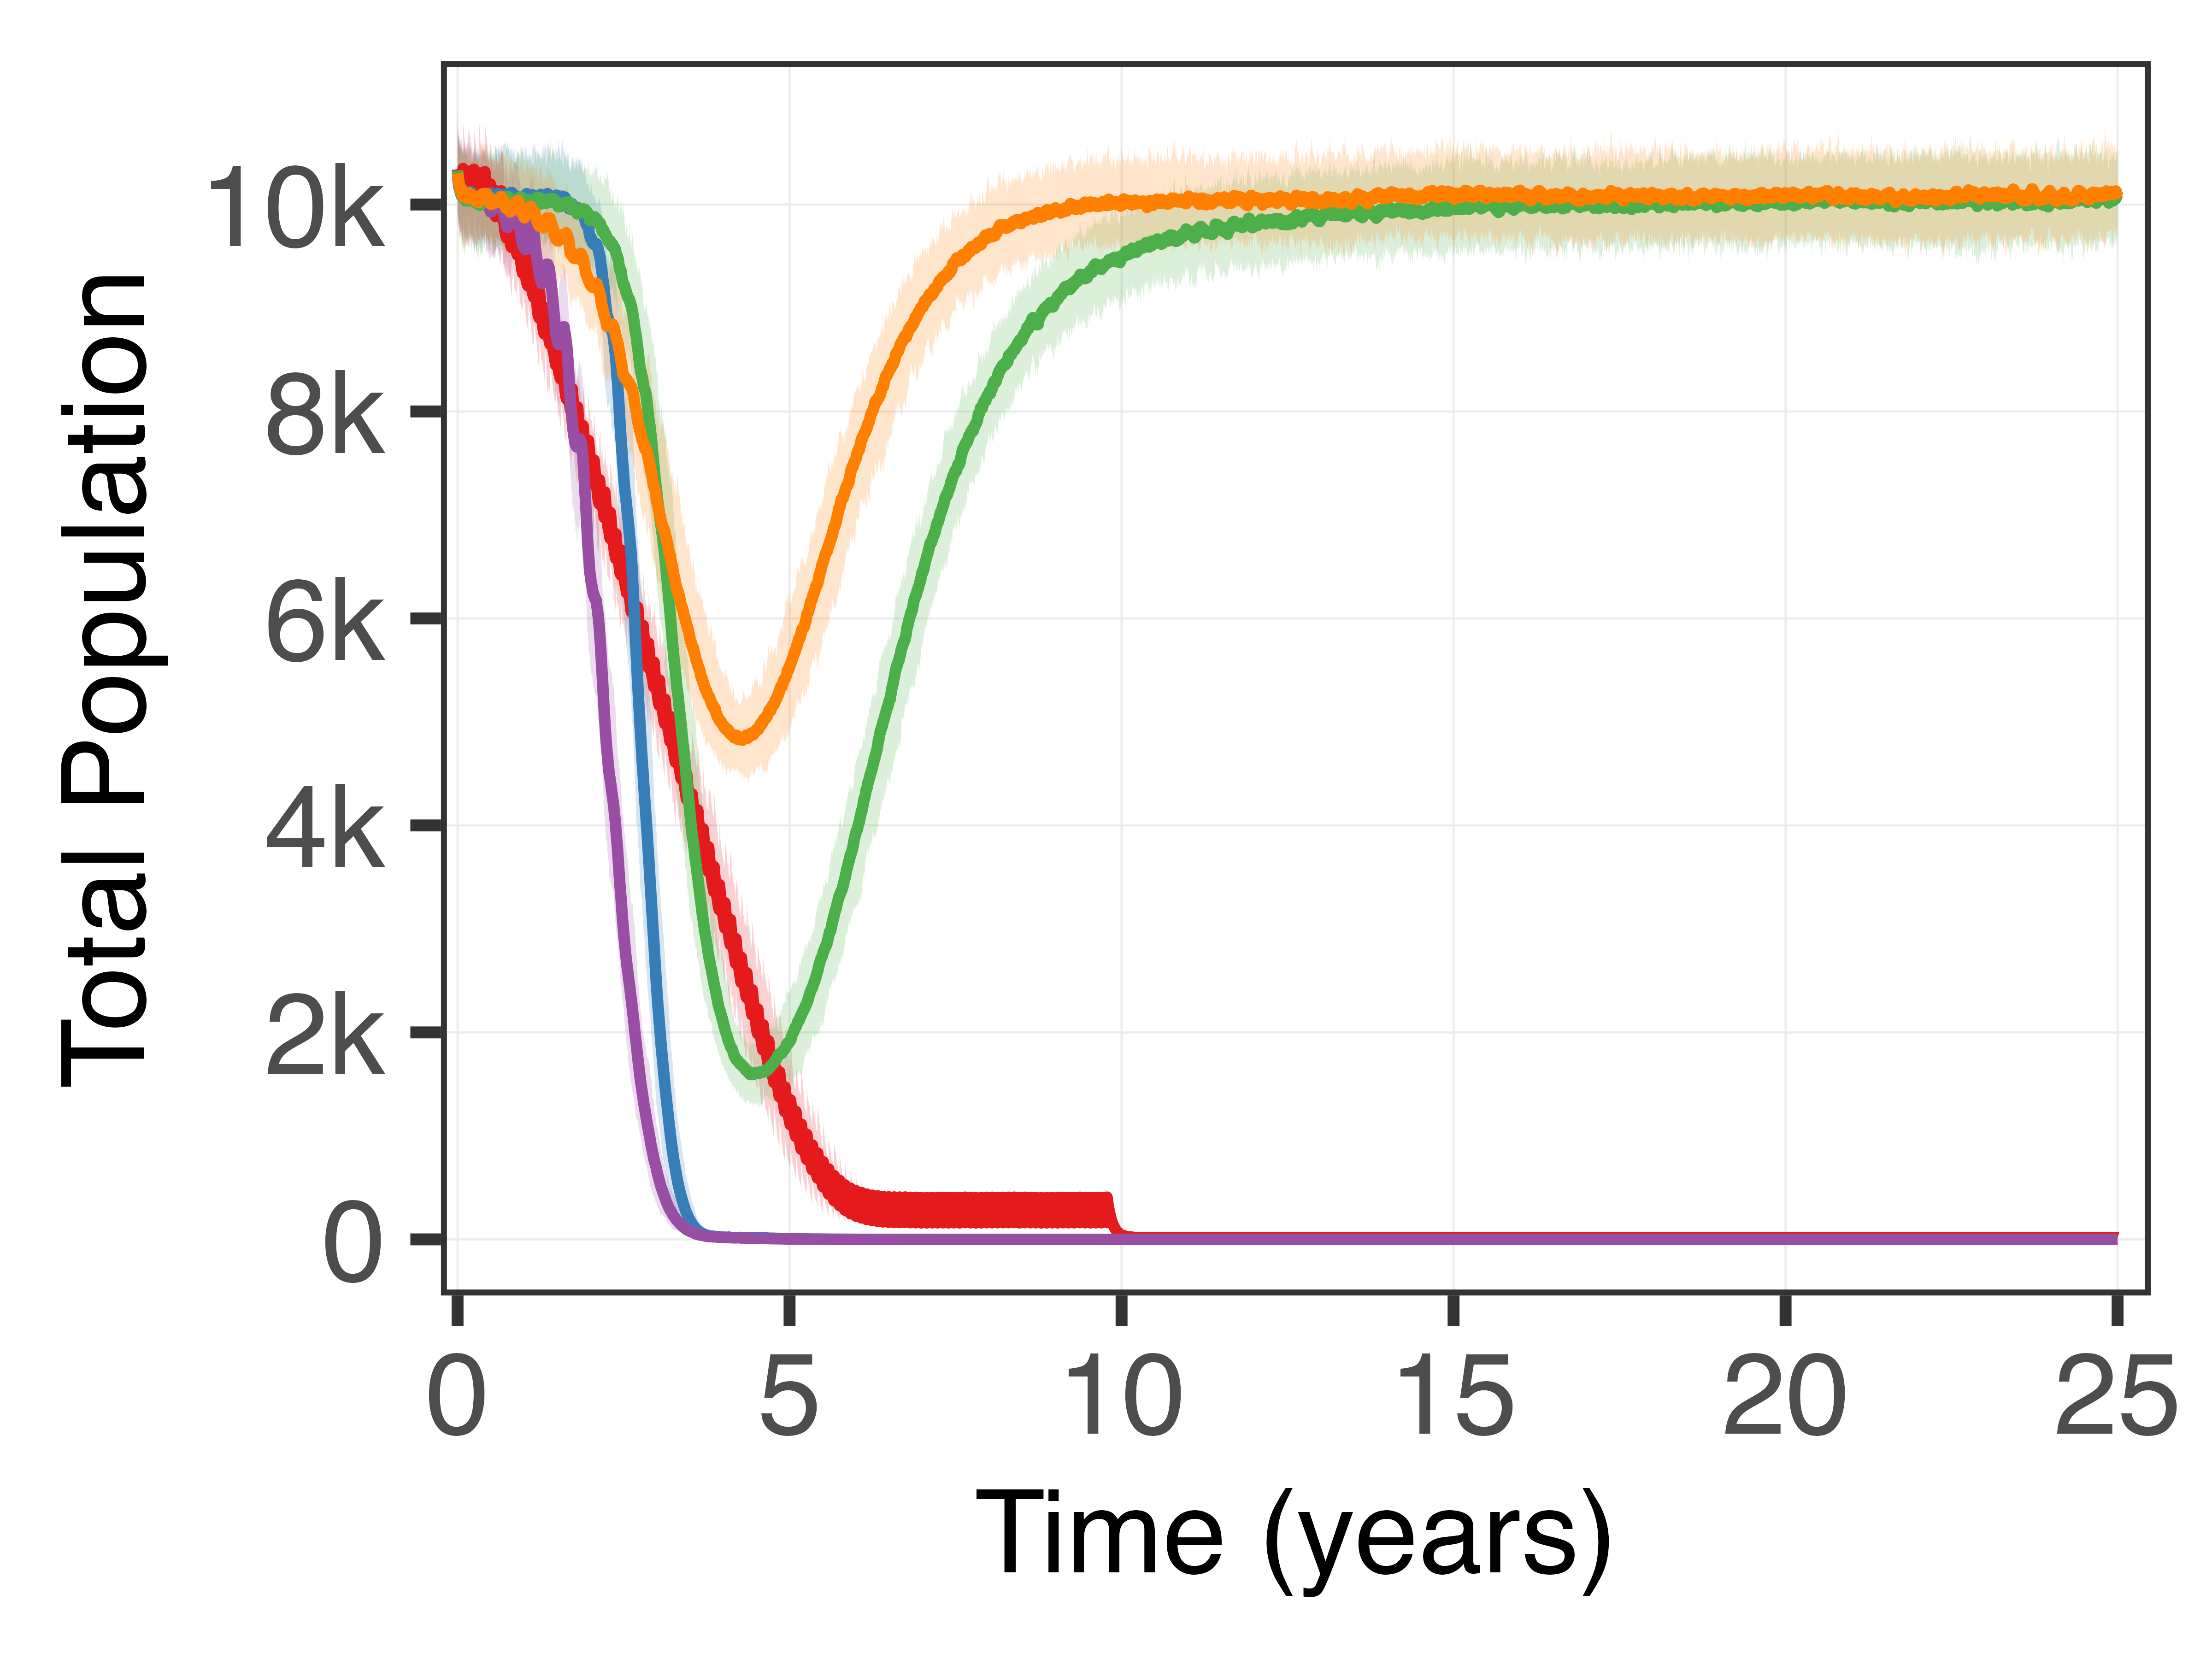 Total Population
10k
8k
6k
4k
2k
0
0 5 10 15 20 25
Time (years)